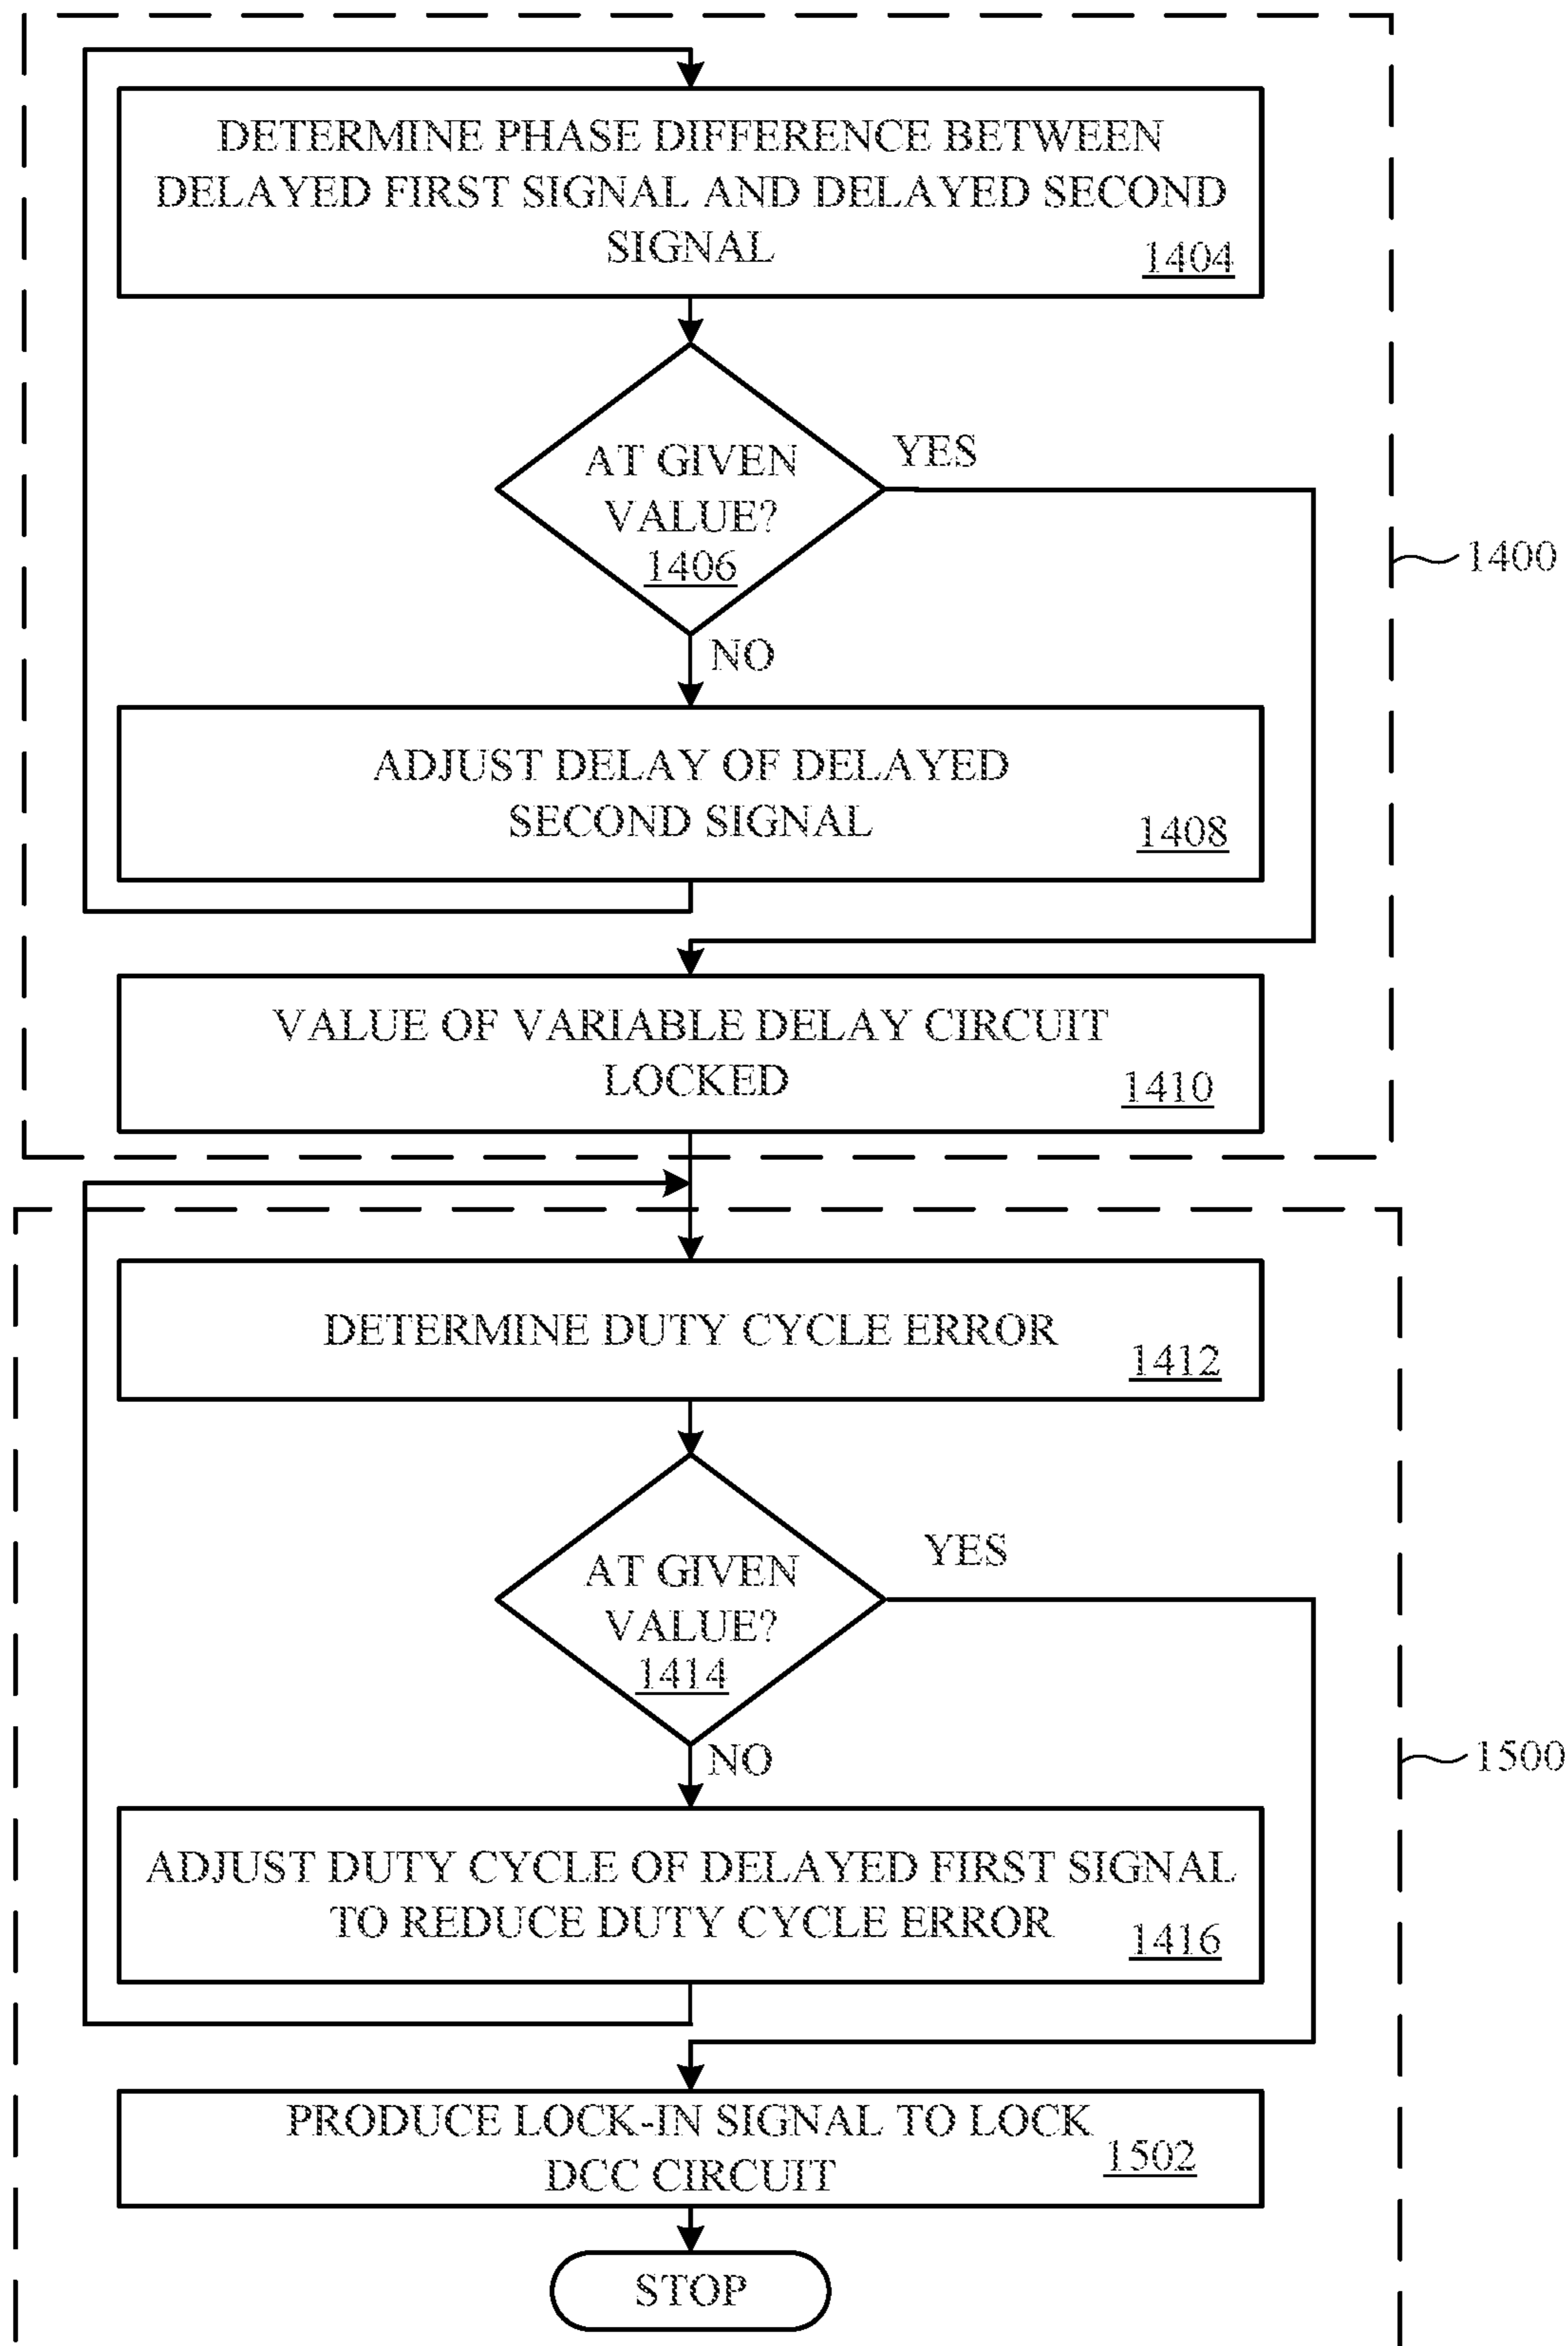 DETERMINE PHASE DIFFERENCE BETWEEN
DELAYED FIRST SIGNAL AND DELAYED SECOND
SIGNAL
1404
AT GIVEN
VALUE?
1406
YES
NO
1400
ADJUST DELAY OF DELAYED
SECOND SIGNAL
1408
VALUE OF VARIABLE DELAY CIRCUIT
LOCKED
1410
DETERMINE DUTY CYCLE ERROR
1412
AT GIVEN
VALUE?
1414
YES
NO
1500
ADJUST DUTY CYCLE OF DELAYED FIRST SIGNAL
TO REDUCE DUTY CYCLE ERROR
1416
PRODUCE LOCK-IN SIGNAL TO LOCK
DCC CIRCUIT
1502
STOP